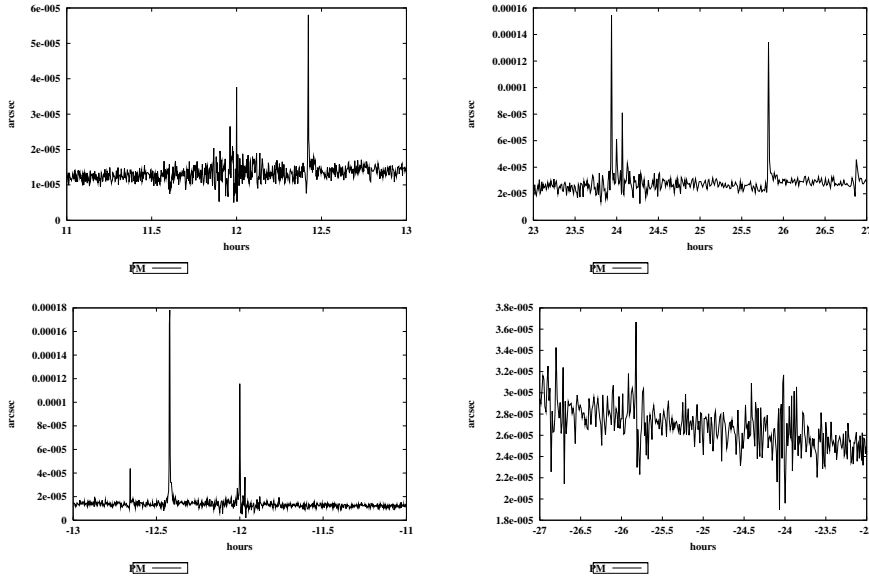 6e-005
5e-005
4e-005
3e-005
2e-005
1e-005
0
arcsec
11 11.5 12 12.5 13
hours
PM
0.00016
0.00014
0.00012
0.0001
8e-005
6e-005
4e-005
2e-005
0
arcsec
23 23.5 24 24.5 25 25.5 26 26.5 27
hours
PM
0.00018
0.00016
0.00014
0.00012
0.0001
8e-005
6e-005
4e-005
2e-005
0
arcsec
-13 -12.5 -12 -11.5 -11
hours
PM
3.8e-005
3.6e-005
3.4e-005
3.2e-005
3e-005
2.8e-005
2.6e-005
2.4e-005
2.2e-005
2e-005
1.8e-005
arcsec
-27 -26.5 -26 -25.5 -25 -24.5 -24 -23.5 -2
hours
PM